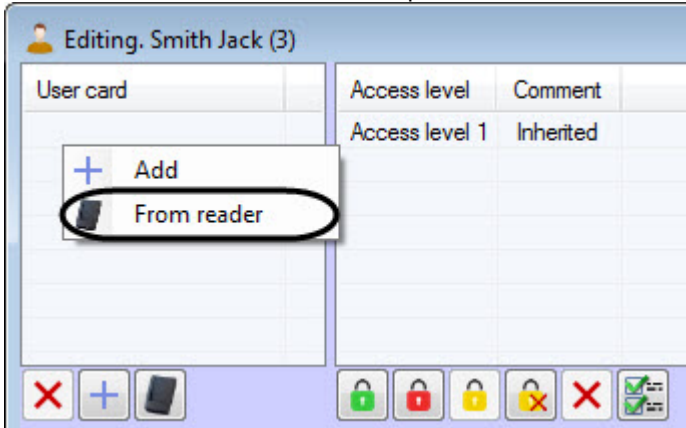 Editing. Smith Jack (3)
User card
Access level Comment
Access level 1 Inherited
Add
From reader